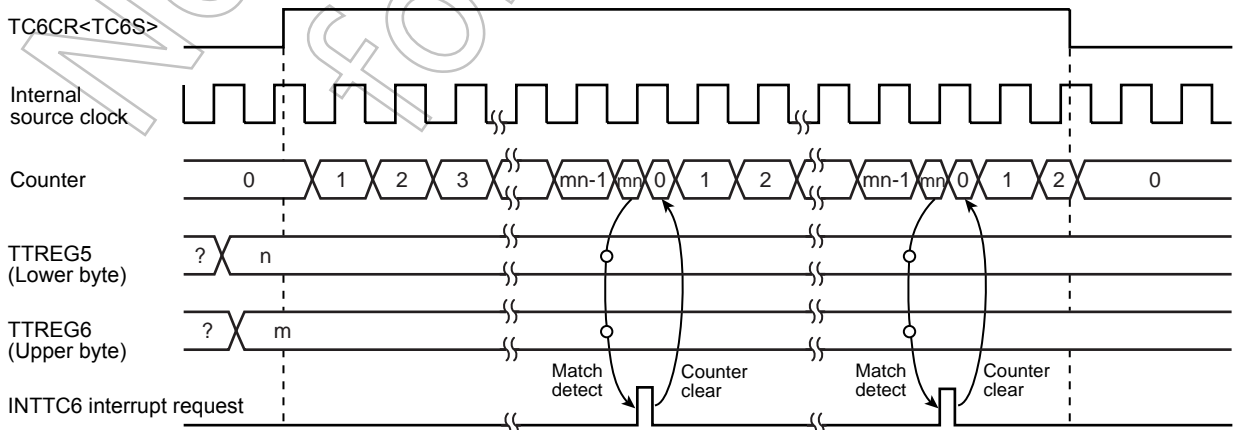 TC6CR<TC6S>
Internal
source clock
Counter 0 1 2 3 mn-1 mn 0 1 2 mn-1 mn 0 1 2 0
TTREG5 ? n
(Lower byte)
TTREG6 ? m
(Upper byte)
Match
detect
Counter
clear
Match
detect
Counter
clear
INTTC6 interrupt request